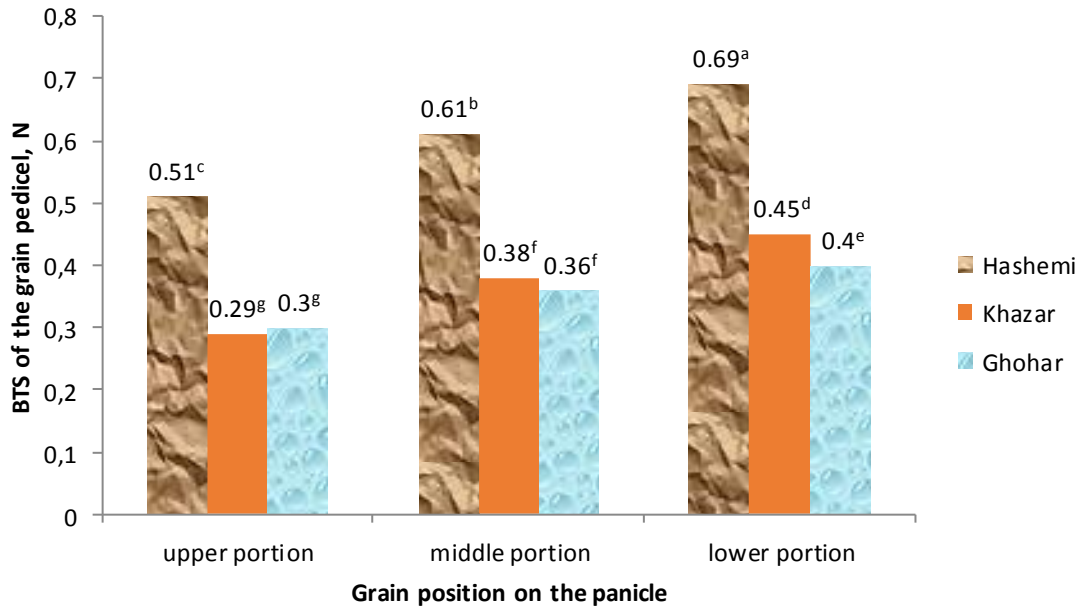 0,8
0,7
0,6
0,5
0,4
0,3
0,2
0,1
0
BTS of the grain pedicel, N
0.51ᶜ
0.29ᵍ
0.3ᵍ
0.61ᵇ
0.38ᶠ
0.36ᶠ
0.69ᵃ
0.45ᵈ
0.4ᵉ
upper portion
middle portion
lower portion
Grain position on the panicle
Hashemi
Khazar
Ghohar